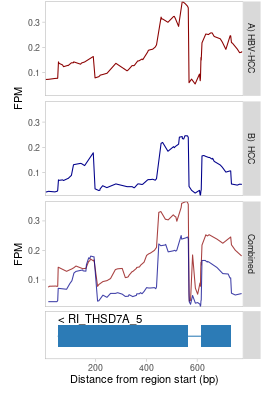 0.3
0.2
0.1
A) HBV-HCC
FPM
0.3
0.2
0.1
B) HCC
0.3
0.2
0.1
FPM
Combined
< RI_THSD7A_5
200
400
600
Distance from region start (bp)